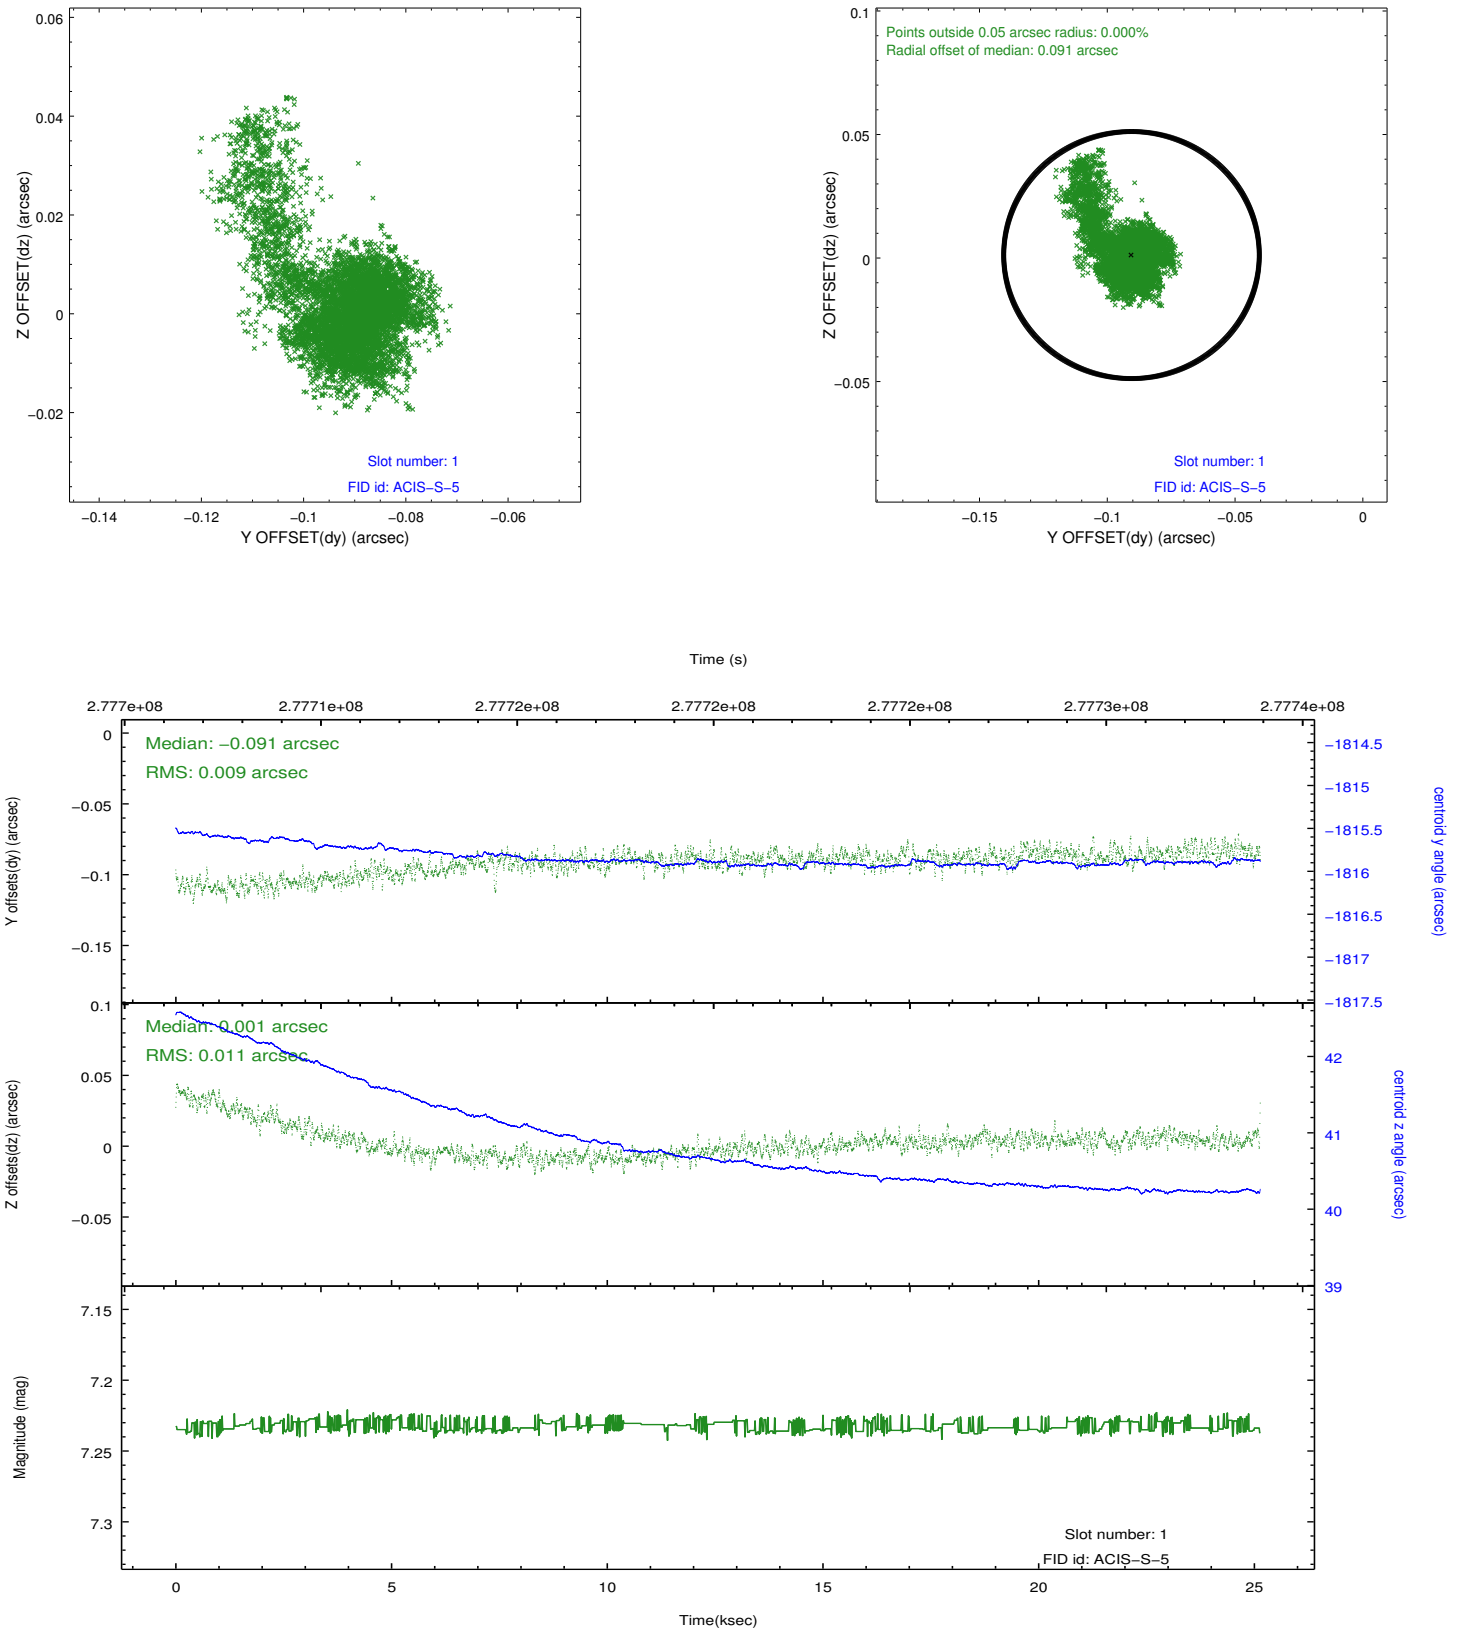 0.06
0.04
0.02
0
−0.02
Z OFFSET(dz) (arcsec)
Slot number: 1
FID id: ACIS−S−5
−0.14 −0.12 −0.1 −0.08 −0.06
Y OFFSET(dy) (arcsec)
0.1
0.05
0
−0.05
Z OFFSET(dz) (arcsec)
Points outside 0.05 arcsec radius: 0.000%
Radial offset of median: 0.091 arcsec
Slot number: 1
FID id: ACIS−S−5
−0.15 −0.1 −0.05 0
Y OFFSET(dy) (arcsec)
Time (s)
2.777e+08 2.7771e+08 2.7772e+08 2.7772e+08 2.7772e+08 2.7773e+08 2.7774e+08
0
−0.05
−0.1
−0.15
Y offsets(dy) (arcsec)
Median: −0.091 arcsec
RMS: 0.009 arcsec
−1814.5
−1815
−1815.5
−1816
−1816.5
−1817
−1817.5
centroid y angle (arcsec)
0.1
0.05
0
−0.05
Z offsets(dz) (arcsec)
Median: 0.001 arcsec
RMS: 0.011 arcsec
42
41
40
39
centroid z angle (arcsec)
7.15
7.2
7.25
7.3
Magnitude (mag)
Slot number: 1
FID id: ACIS−S−5
0 5 10 15 20 25
Time(ksec)